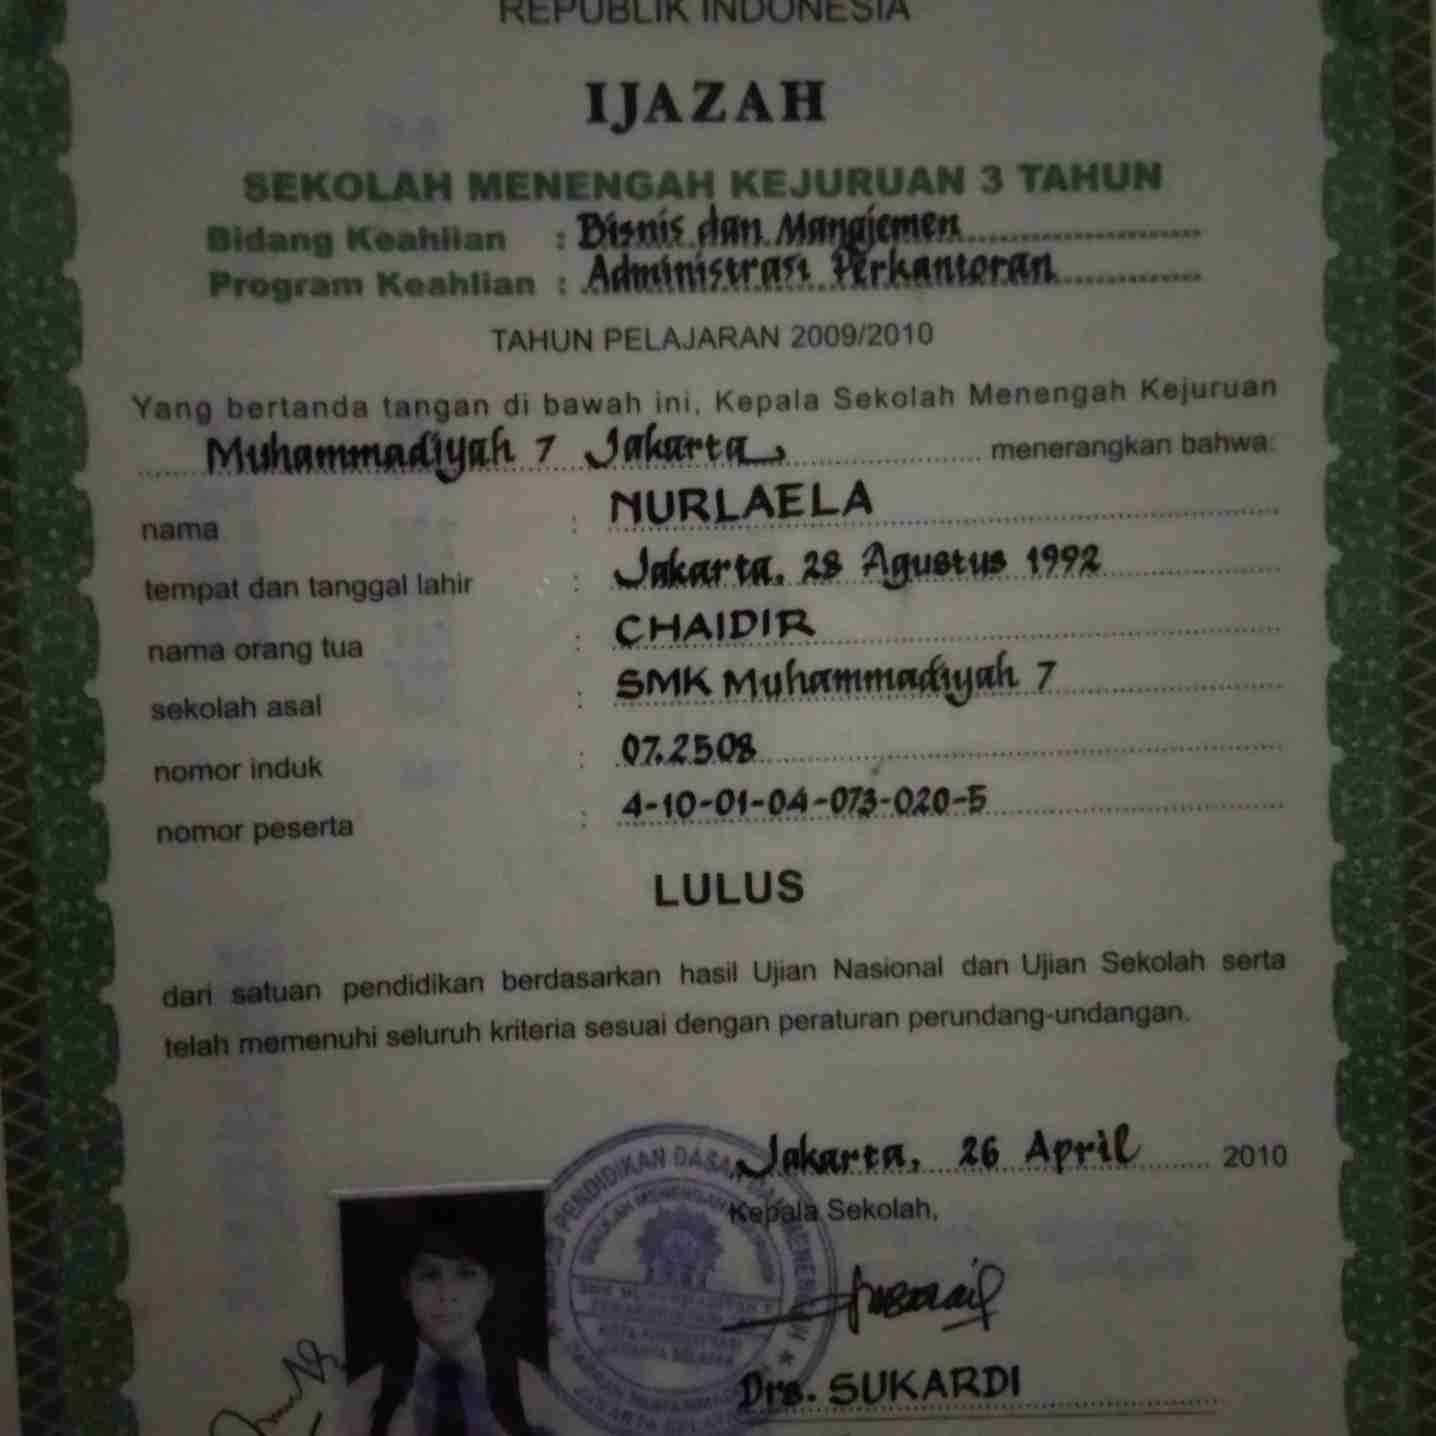 REPUBLIK INDONESIA
IJAZAH
SEKOLAH MENENGAH KEJURUAN 3 TAHUN
Bidang Keahlian : Bisnis dan Manajemen
Program Keahlian : Administrasi Perkantoran
TAHUN PELAJARAN 2009/2010
Yang bertanda tangan di bawah ini, Kepala Sekolah Menengah Kejuruan
Muhammadiyah 7 Jakarta menerangkan bahwa:
nama : NURLAELA
tempat dan tanggal lahir : Jakarta, 28 Agustus 1992
nama orang tua : CHAIDIR
sekolah asal : SMK Muhammadiyah 7
nomor induk : 07.2508
nomor peserta : 4-10-01-04-073-020-5
LULUS
dari satuan pendidikan berdasarkan hasil Ujian Nasional dan Ujian Sekolah serta
telah memenuhi seluruh kriteria sesuai dengan peraturan perundang-undangan.
Jakarta, 26 April 2010
Kepala Sekolah,
PENDIDIKAN DASAR
SEKOLAH MENENGAH
Drs. SUKARDI